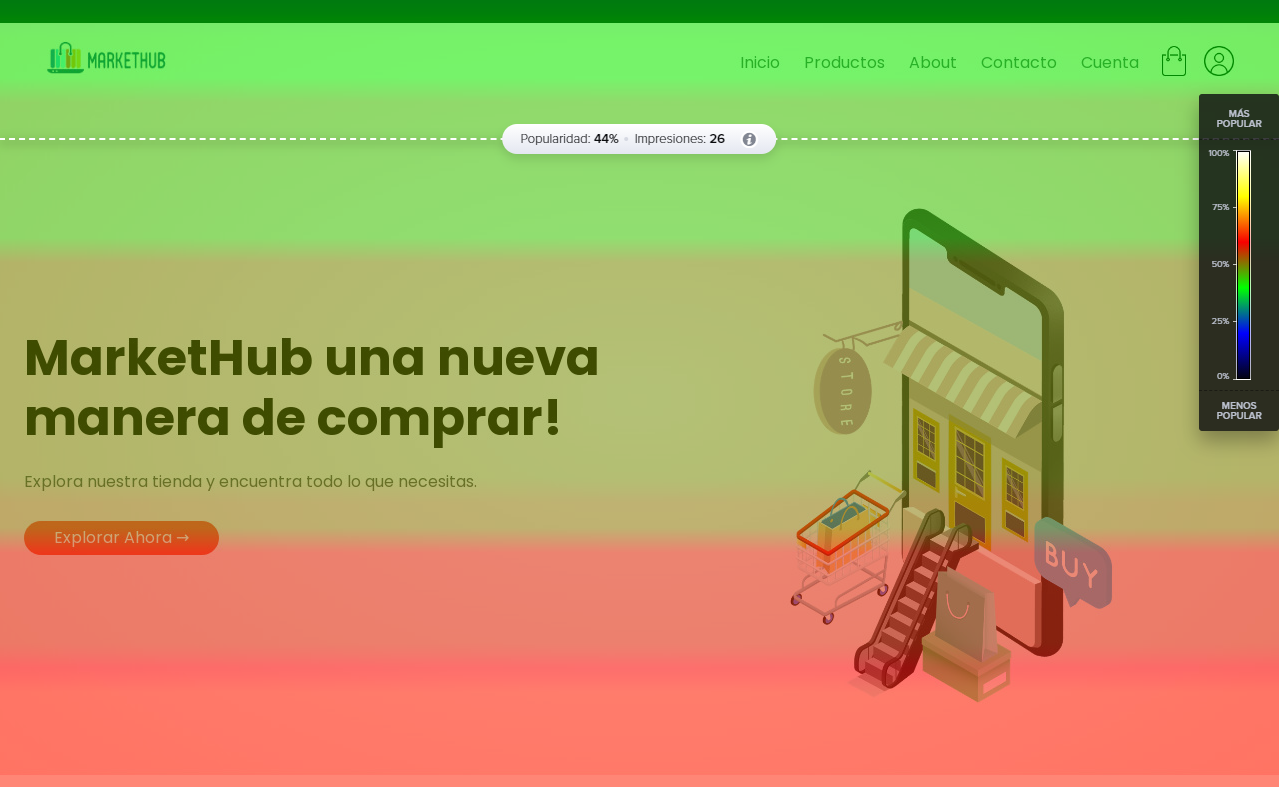 MARKETHUB
Inicio Productos About Contacto Cuenta
MÁS
POPULAR
Popularidad: 44% • Impresiones: 26
100%
75%
50%
25%
0%
MENOS
POPULAR
STORE
MarketHub una nueva
manera de comprar!
Explora nuestra tienda y encuentra todo lo que necesitas.
Explorar Ahora →
BUY